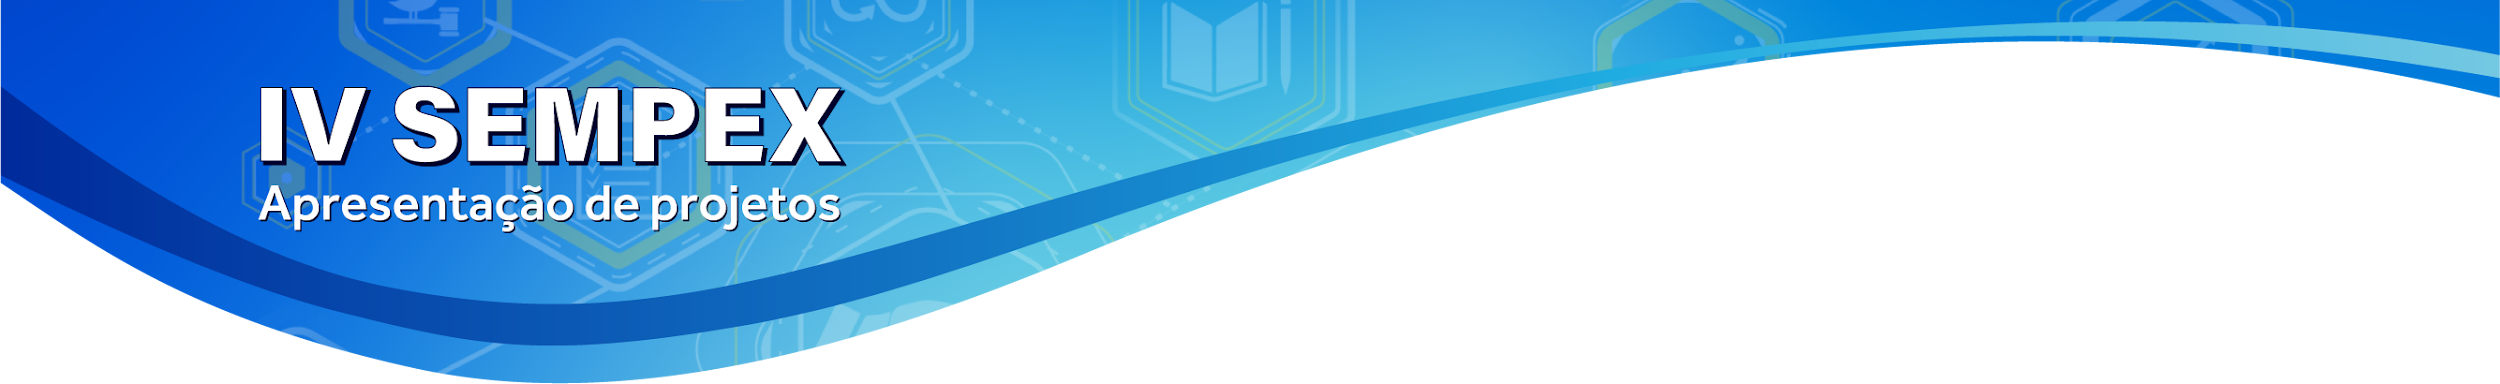 IV SEMPEX
Apresentação de projetos